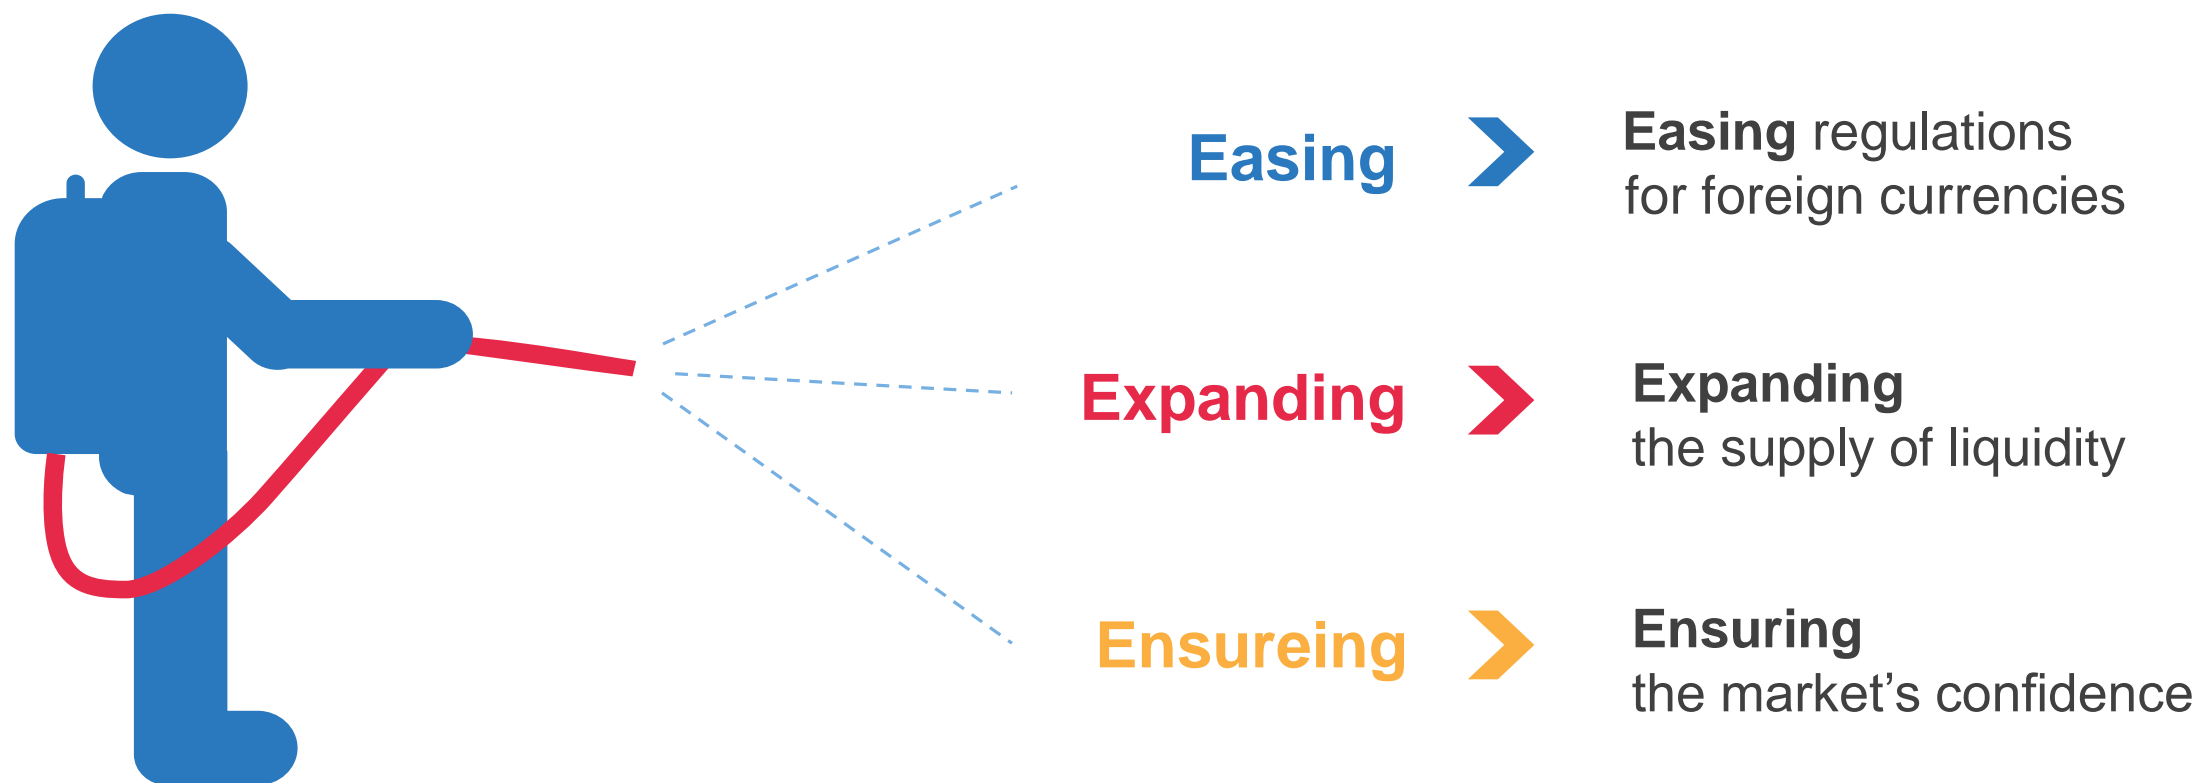 Easing
Easing regulations
for foreign currencies
Expanding
Expanding
the supply of liquidity
Ensureing
Ensuring
the market’s confidence